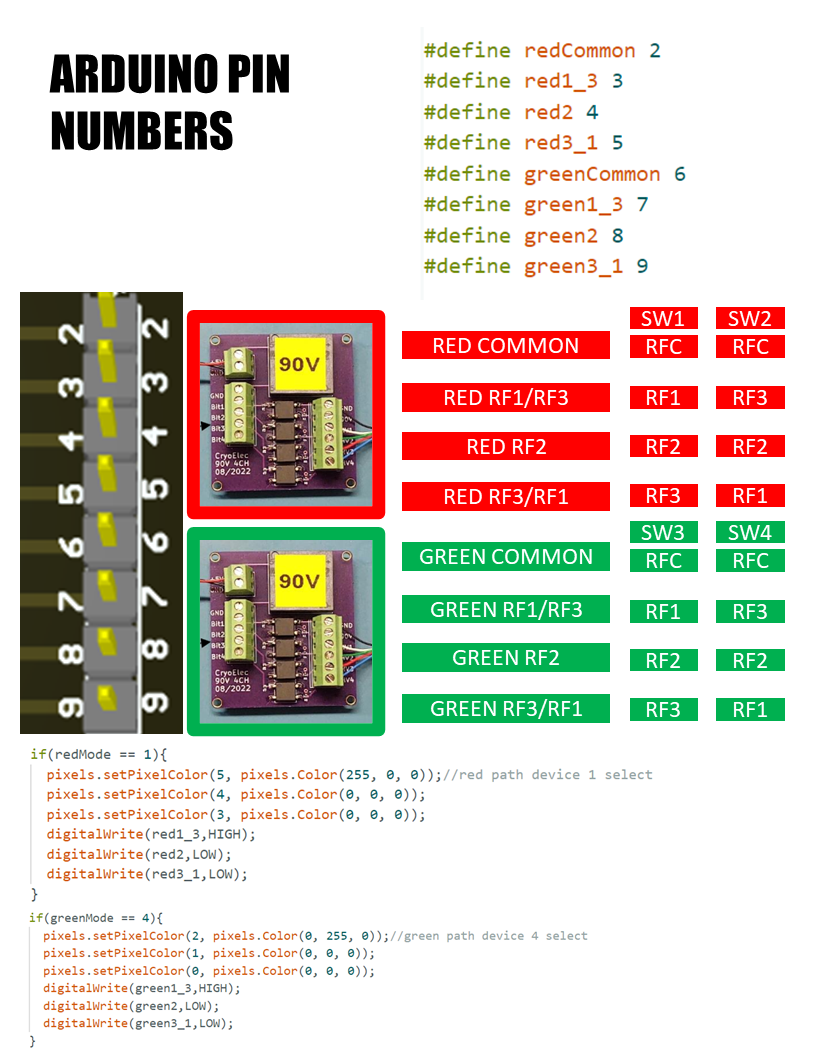 ARDUINO PIN
NUMBERS
#define redCommon 2
#define red1_3 3
#define red2 4
#define red3_1 5
#define greenCommon 6
#define green1_3 7
#define green2 8
#define green3_1 9
2 2
3 3
4 4
5 5
6 6
7 7
8 8
9 9
90V
GND
Bit1
Bit2
Bit3
Bit4
CryoElec
90V 4CH
08/2022
SW1 SW2
RED COMMON RFC RFC
RED RF1/RF3 RF1 RF3
RED RF2 RF2 RF2
RED RF3/RF1 RF3 RF1
90V
GND
Bit1
Bit2
Bit3
Bit4
CryoElec
90V 4CH
08/2022
SW3 SW4
GREEN COMMON RFC RFC
GREEN RF1/RF3 RF1 RF3
GREEN RF2 RF2 RF2
GREEN RF3/RF1 RF3 RF1
if(redMode == 1){
pixels.setPixelColor(5, pixels.Color(255, 0, 0));//red path device 1 select
pixels.setPixelColor(4, pixels.Color(0, 0, 0));
pixels.setPixelColor(3, pixels.Color(0, 0, 0));
digitalWrite(red1_3,HIGH);
digitalWrite(red2,LOW);
digitalWrite(red3_1,LOW);
}
if(greenMode == 4){
pixels.setPixelColor(2, pixels.Color(0, 255, 0));//green path device 4 select
pixels.setPixelColor(1, pixels.Color(0, 0, 0));
pixels.setPixelColor(0, pixels.Color(0, 0, 0));
digitalWrite(green1_3,HIGH);
digitalWrite(green2,LOW);
digitalWrite(green3_1,LOW);
}